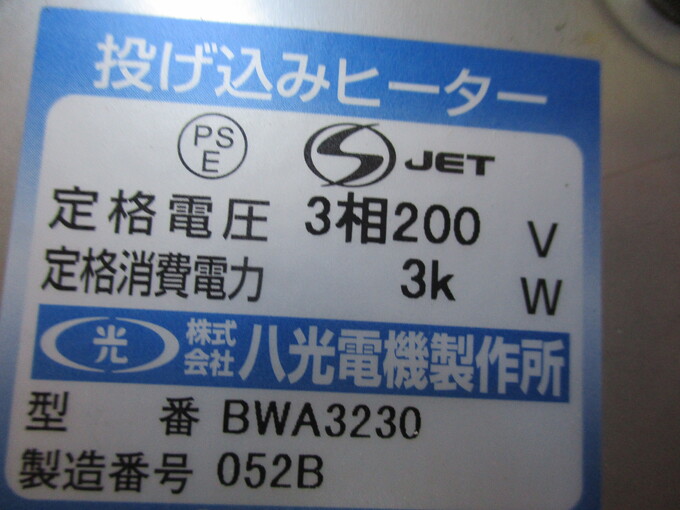 投げ込みヒーター
PS
E
S JET
定格電圧 3相200 V
定格消費電力 3k W
光 株式会社 八光電機製作所
型 番 BWA3230
製造番号 052B